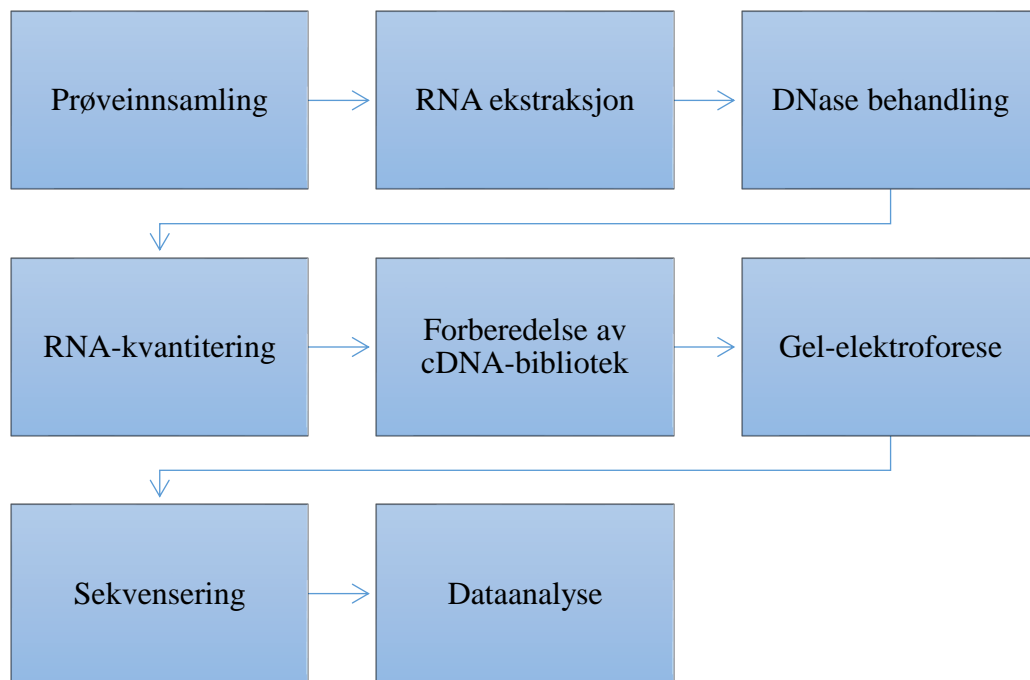 Prøveinnsamling
RNA ekstraksjon
DNase behandling
RNA-kvantitering
Forberedelse av
cDNA-bibliotek
Gel-elektroforese
Sekvensering
Dataanalyse